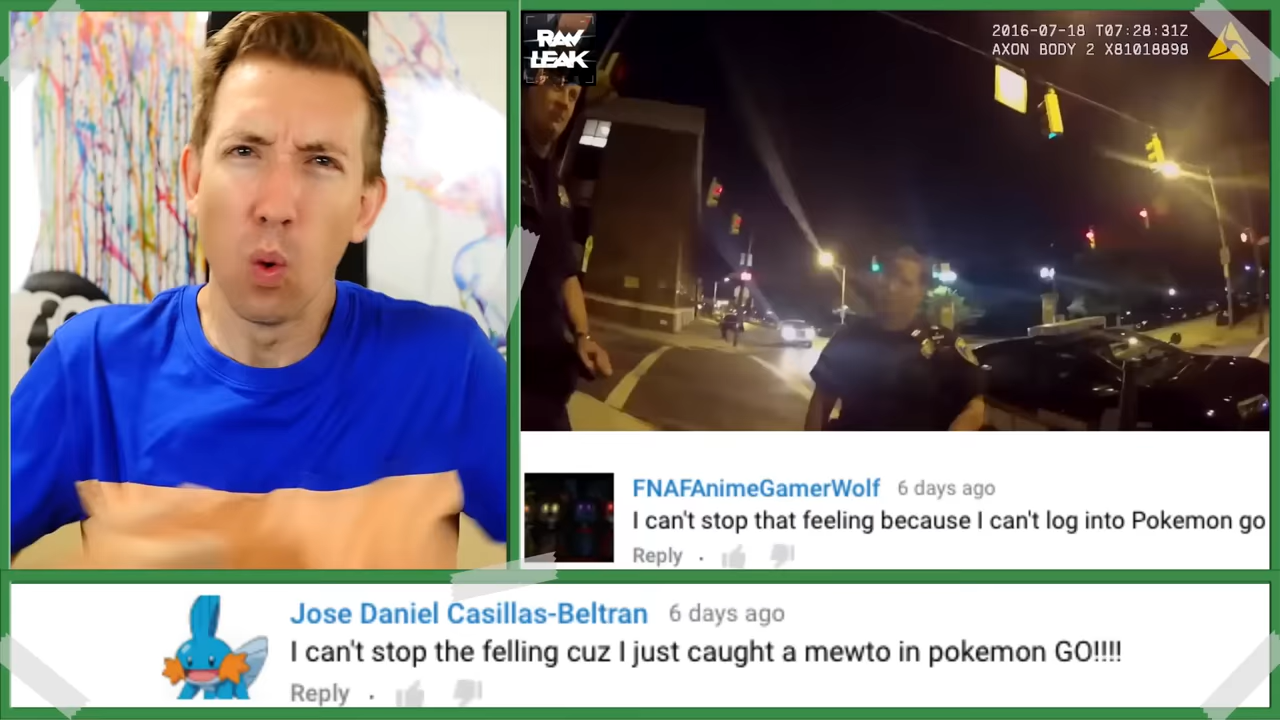 RAW
LEAK
2016-07-18 T07:28:31Z
AXON BODY 2 X81018898
FNAFAnimeGamerWolf 6 days ago
I can't stop that feeling because I can't log into Pokemon go
Reply .
Jose Daniel Casillas-Beltran 6 days ago
I can't stop the felling cuz I just caught a mewto in pokemon GO!!!!
Reply .